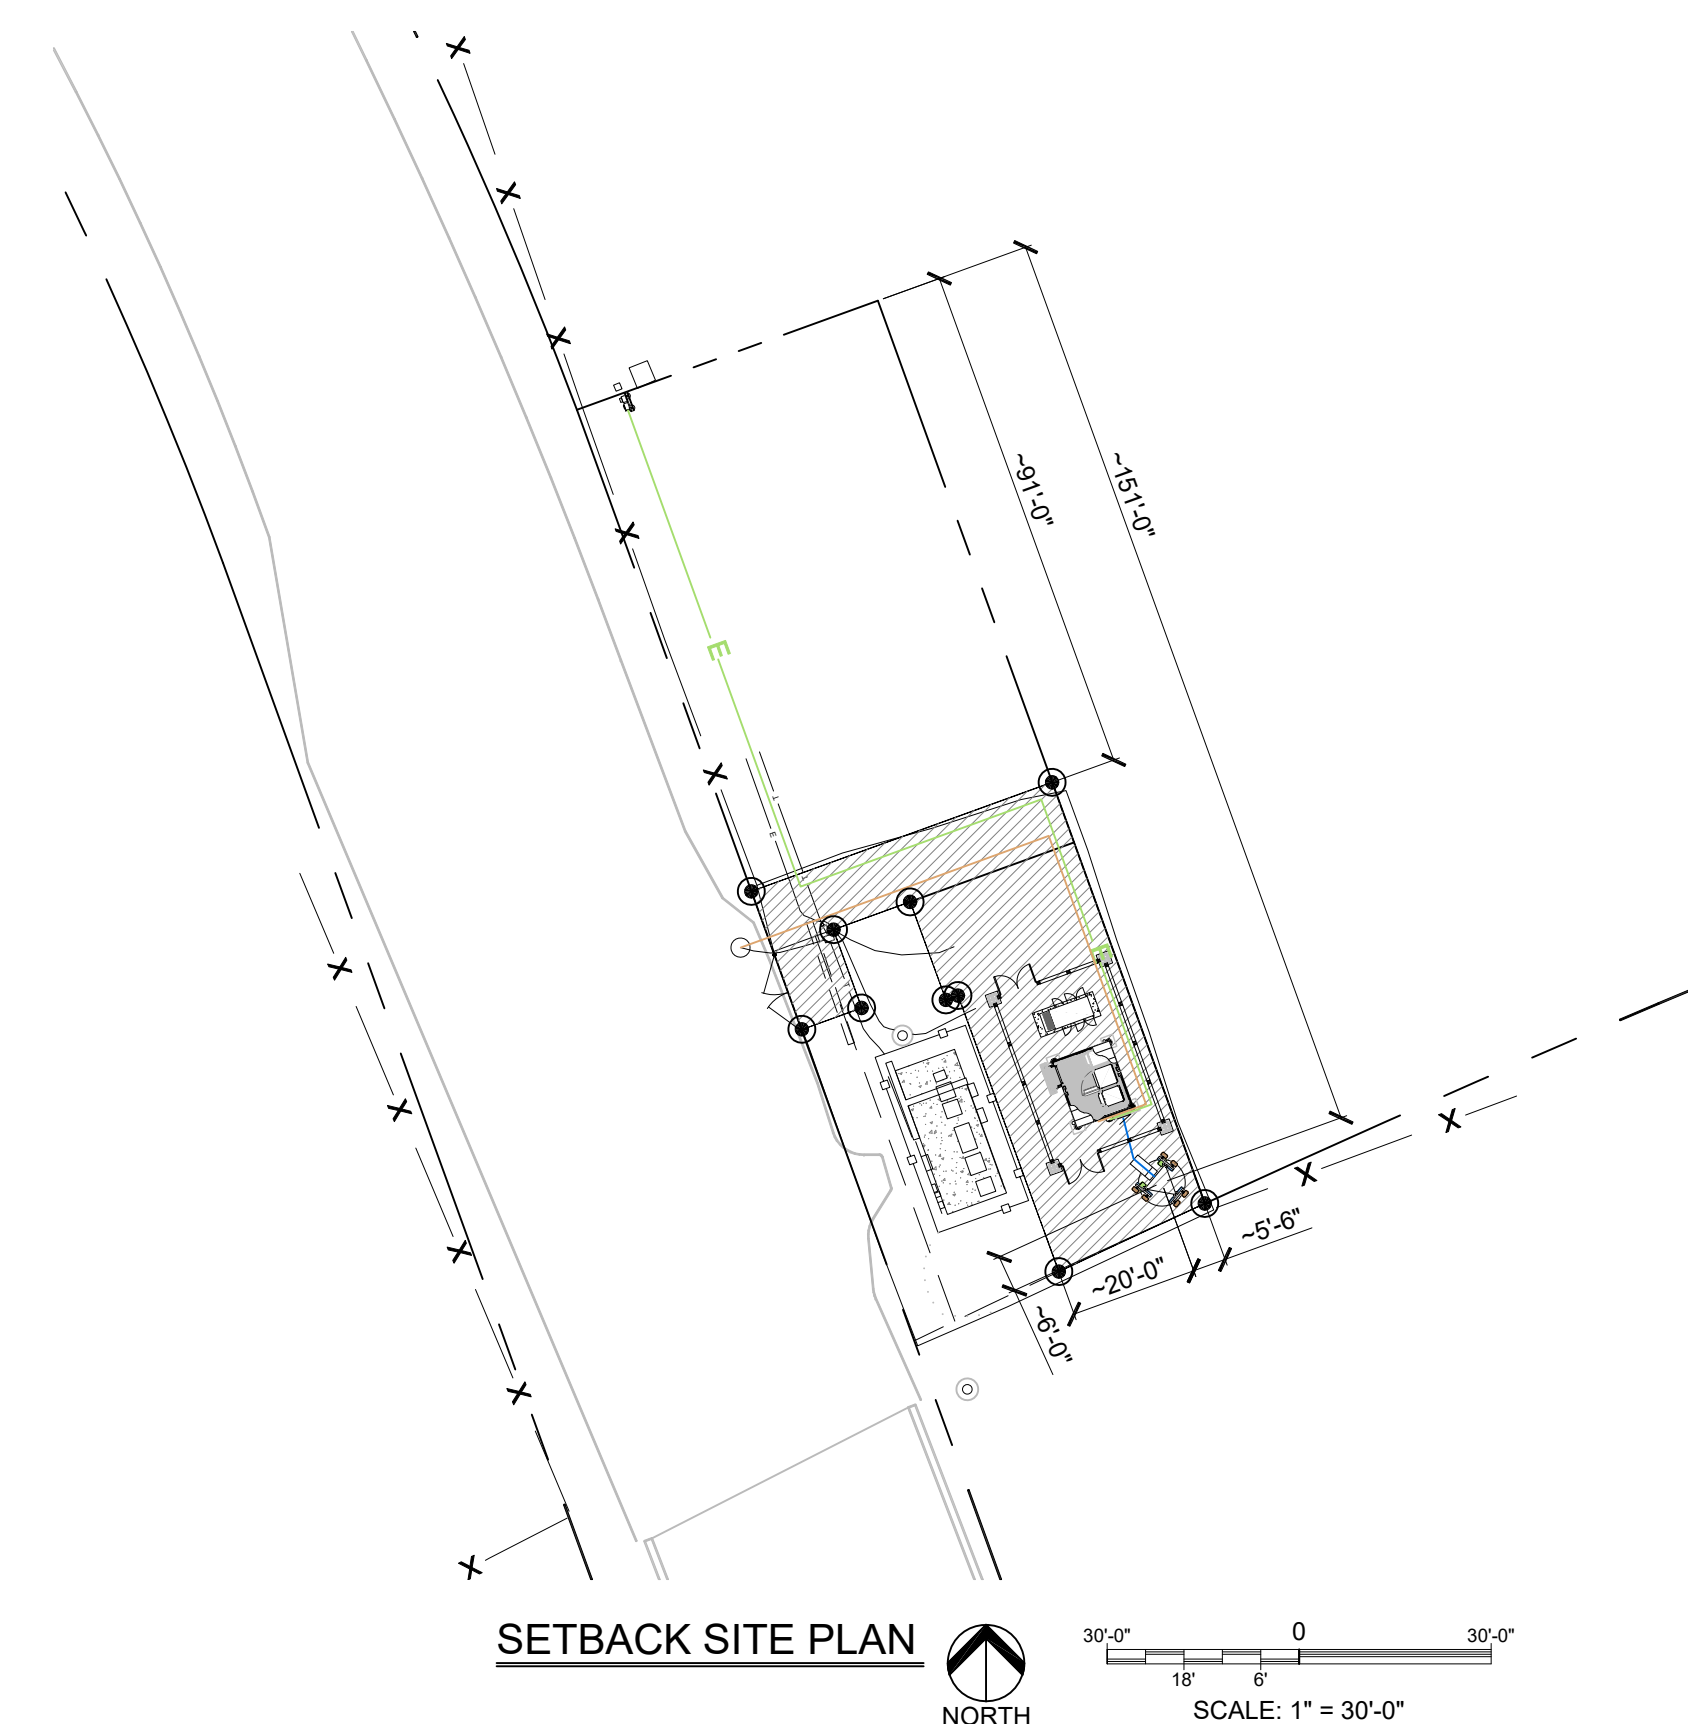 X
X
X
~91'-0"
~151'-0"
X
E
X
T
E
E
X
X
X
X
~5'-6"
~20'-0"
~6'-0"
X
X
X
SETBACK SITE PLAN
NORTH
30'-0"
0
30'-0"
18'
6'
SCALE: 1" = 30'-0"